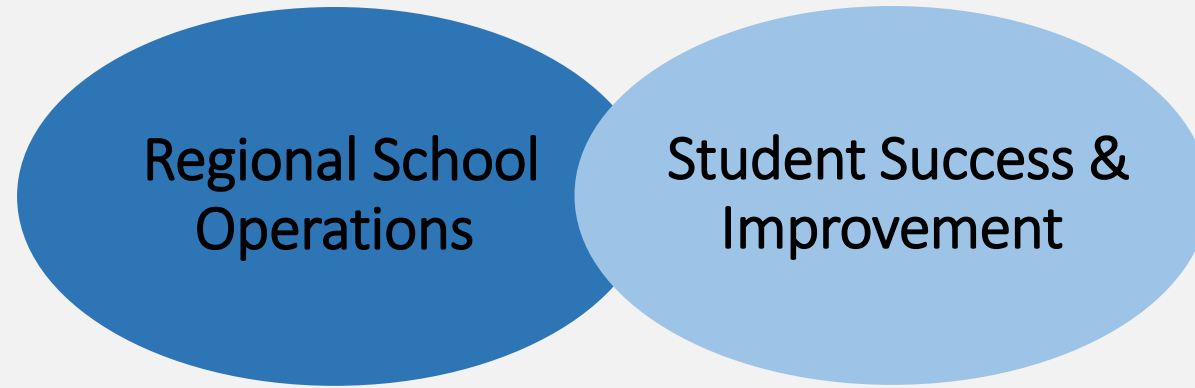 Regional School
Operations
Student Success &
Improvement